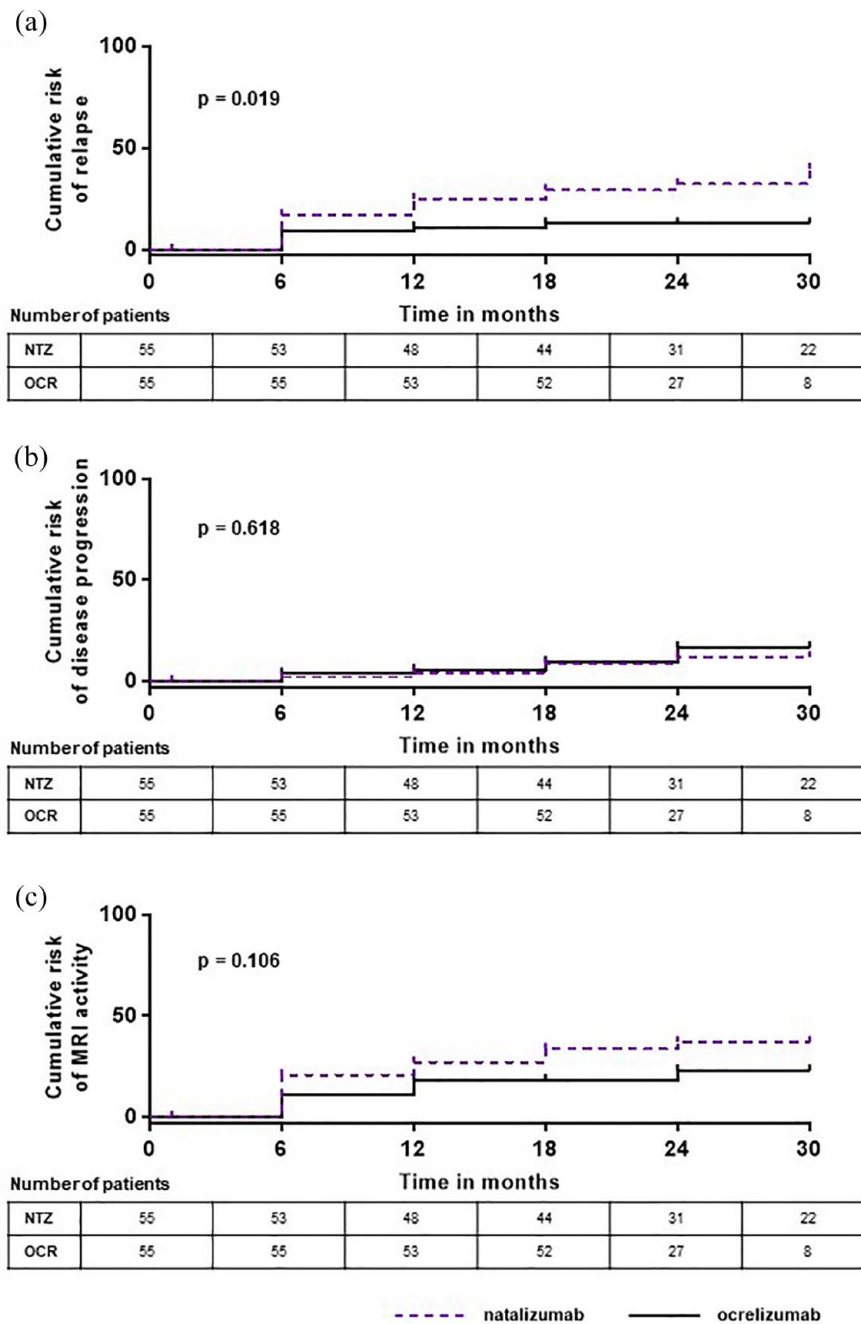 (a)
100
50
0
Cumulative risk
of relapse
p = 0.019
0 6 12 18 24 30
Number of patients Time in months
NTZ 55 53 48 44 31 22
OCR 55 55 53 52 27 8
(b)
100
50
0
Cumulative risk
of disease progression
p = 0.618
0 6 12 18 24 30
Number of patients Time in months
NTZ 55 53 48 44 31 22
OCR 55 55 53 52 27 8
(c)
100
50
0
Cumulative risk
of MRI activity
p = 0.106
0 6 12 18 24 30
Number of patients Time in months
NTZ 55 53 48 44 31 22
OCR 55 55 53 52 27 8
natalizumab ocrelizumab